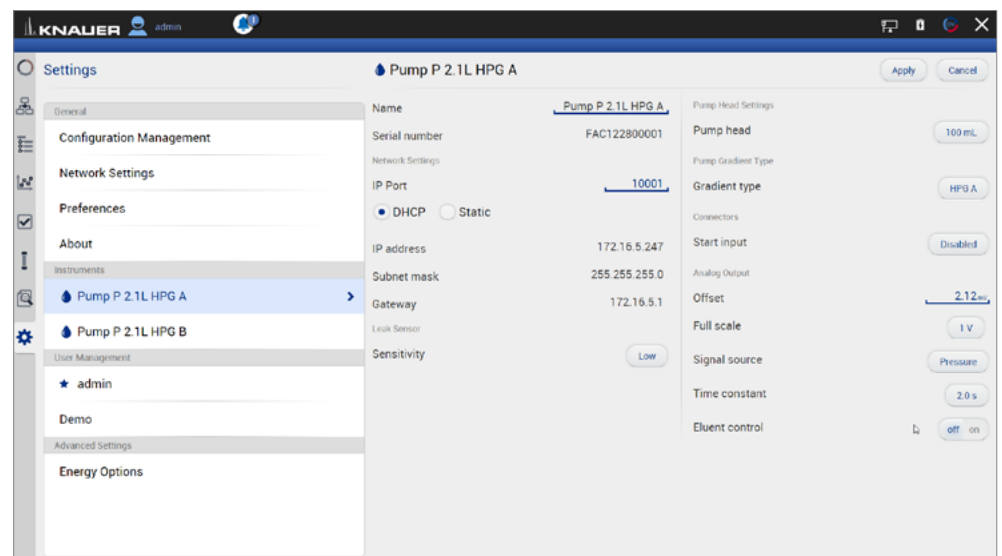 KNAUER admin
Settings
General
Configuration Management
Network Settings
Preferences
About
Instruments
Pump P 2.1L HPG A
Pump P 2.1L HPG B
User Management
admin
Demo
Advanced Settings
Energy Options
Pump P 2.1L HPG A
Apply Cancel
Name Pump P 2.1L HPG A
Serial number FAC122800001
Network Settings
IP Port 10001
DHCP Static
IP address 172.16.5.247
Subnet mask 255.255.255.0
Gateway 172.16.5.1
Leak Sensor
Sensitivity Low
Pump Head Settings
Pump head 100 mL
Pump Gradient Type
Gradient type HPG A
Connectors
Start input Disabled
Analog Output
Offset 2.12
Full scale 1 V
Signal source Pressure
Time constant 2.0 s
Eluent control off on